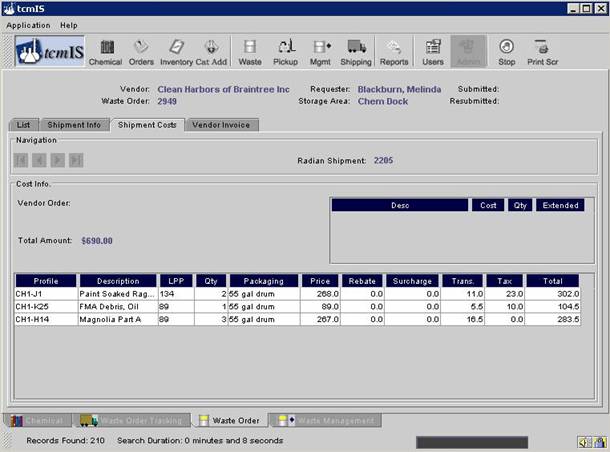 tcmIS
Application Help
tcmIS Chemical Orders Inventory Cat Add Waste Pickup Mgmt Shipping Reports Users Admin Stop Print Scr
Vendor: Clean Harbors of Braintree Inc Requester: Blackburn, Melinda Submitted:
Waste Order: 2949 Storage Area: Chem Dock Resubmitted:
List Shipment Info Shipment Costs Vendor Invoice
Navigation
Radian Shipment: 2205
Cost Info.
Vendor Order:
Desc Cost Qty Extended
Total Amount: $690.00
Profile Description LPP Qty Packaging Price Rebate Surcharge Trans. Tax Total
CH1-J1 Paint Soaked Rag... 134 2 55 gal drum 268.0 0.0 0.0 11.0 23.0 302.0
CH1-K25 FMA Debris, Oil 89 1 55 gal drum 89.0 0.0 0.0 5.5 10.0 104.5
CH1-H14 Magnolia Part A 89 3 55 gal drum 267.0 0.0 0.0 16.5 0.0 283.5
Chemical Waste Order Tracking Waste Order Waste Management
Records Found: 210 Search Duration: 0 minutes and 8 seconds